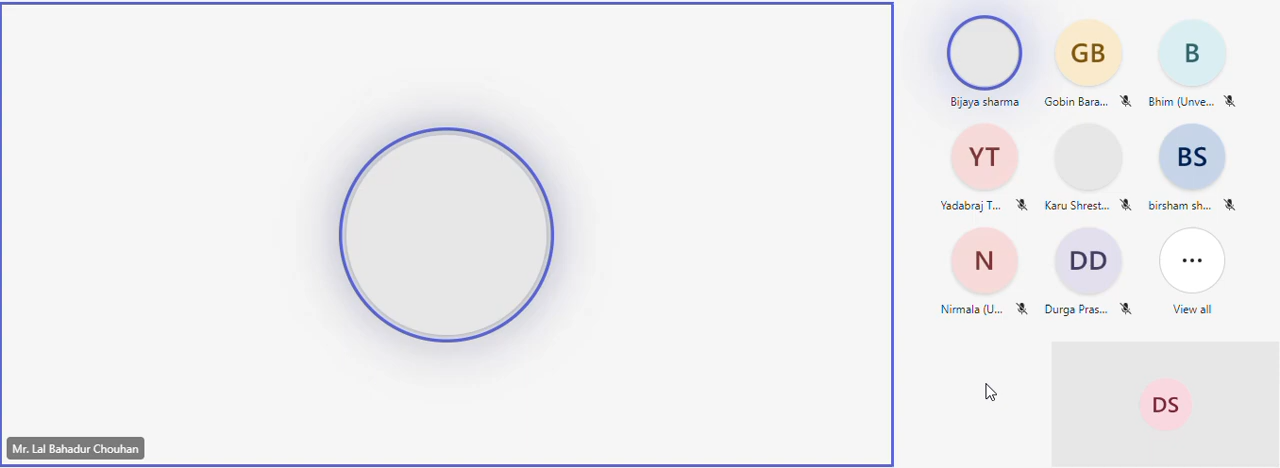 GB
B
Bijaya sharma
Gobin Bara...
Bhim (Unve...
YT
BS
Yadabraj T...
Karu Shrest...
birsham sh...
N
DD
...
Nirmala (U...
Durga Pras...
View all
DS
Mr. Lal Bahadur Chouhan